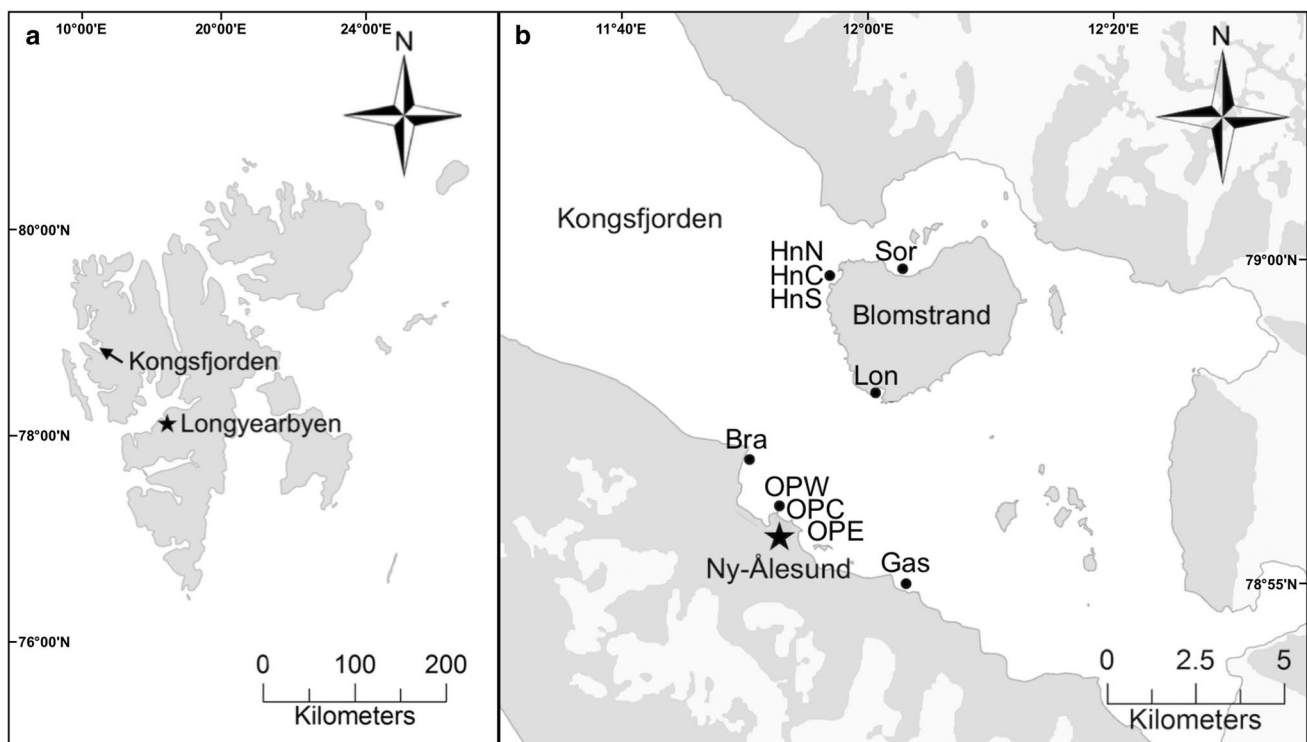 a
10°00'E 20°00'E 24°00'E
N
80°00'N
Kongsfjorden
Longyearbyen
78°00'N
76°00'N
0 100 200
Kilometers
b
11°40'E 12°00'E 12°20'E
N
Kongsfjorden
HnN
HnC
HnS
Sor
79°00'N
Blomstrand
Lon
Bra
OPW
OPC
OPE
Ny-Ålesund
Gas
78°55'N
0 2.5 5
Kilometers